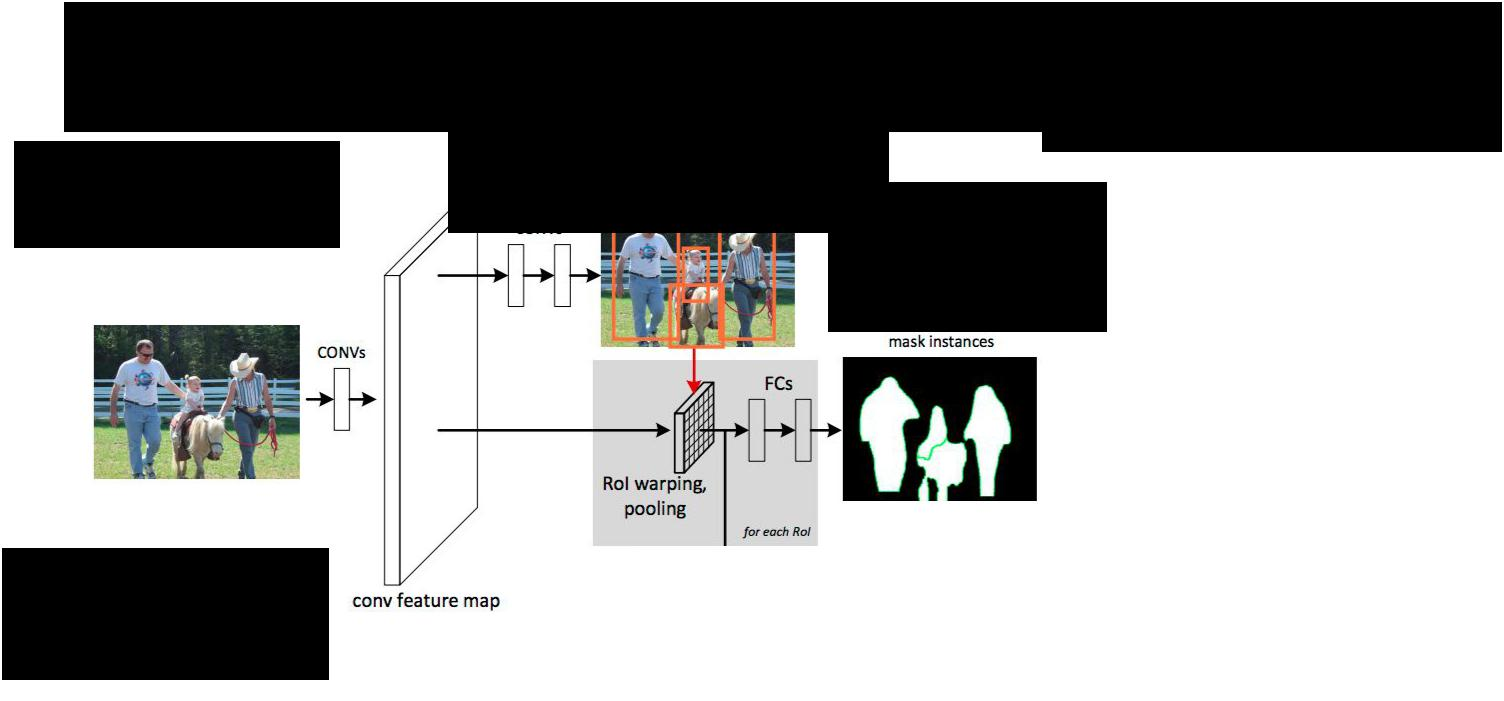 mask instances
CONVs
FCs
RoI warping,
pooling
for each RoI
conv feature map